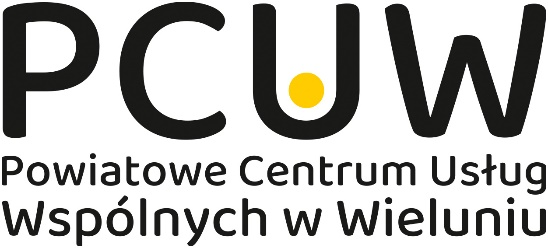 PCUW
Powiatowe Centrum Usług
Wspólnych w Wieluniu